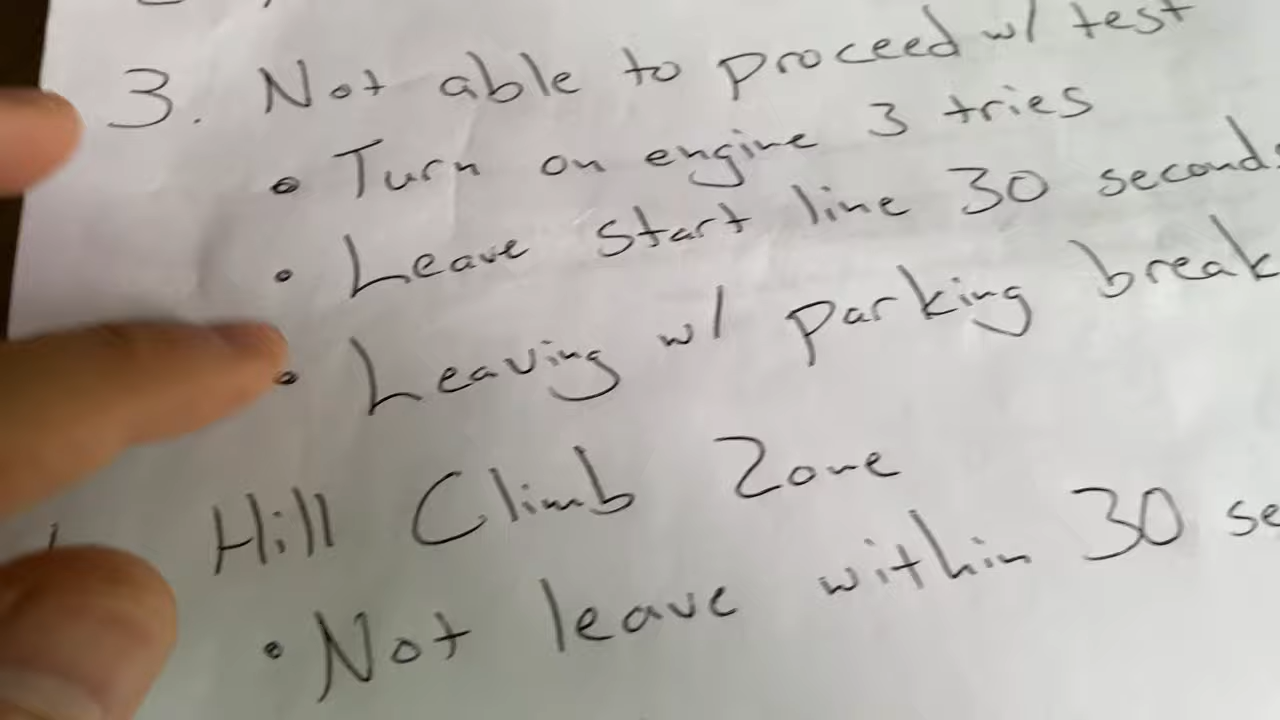 3. Not able to proceed w/ test
• Turn on engine 3 tries
• Leave start line 30 seconds
• Leaving w/ parking break
Hill Climb Zone
• Not leave within 30 se